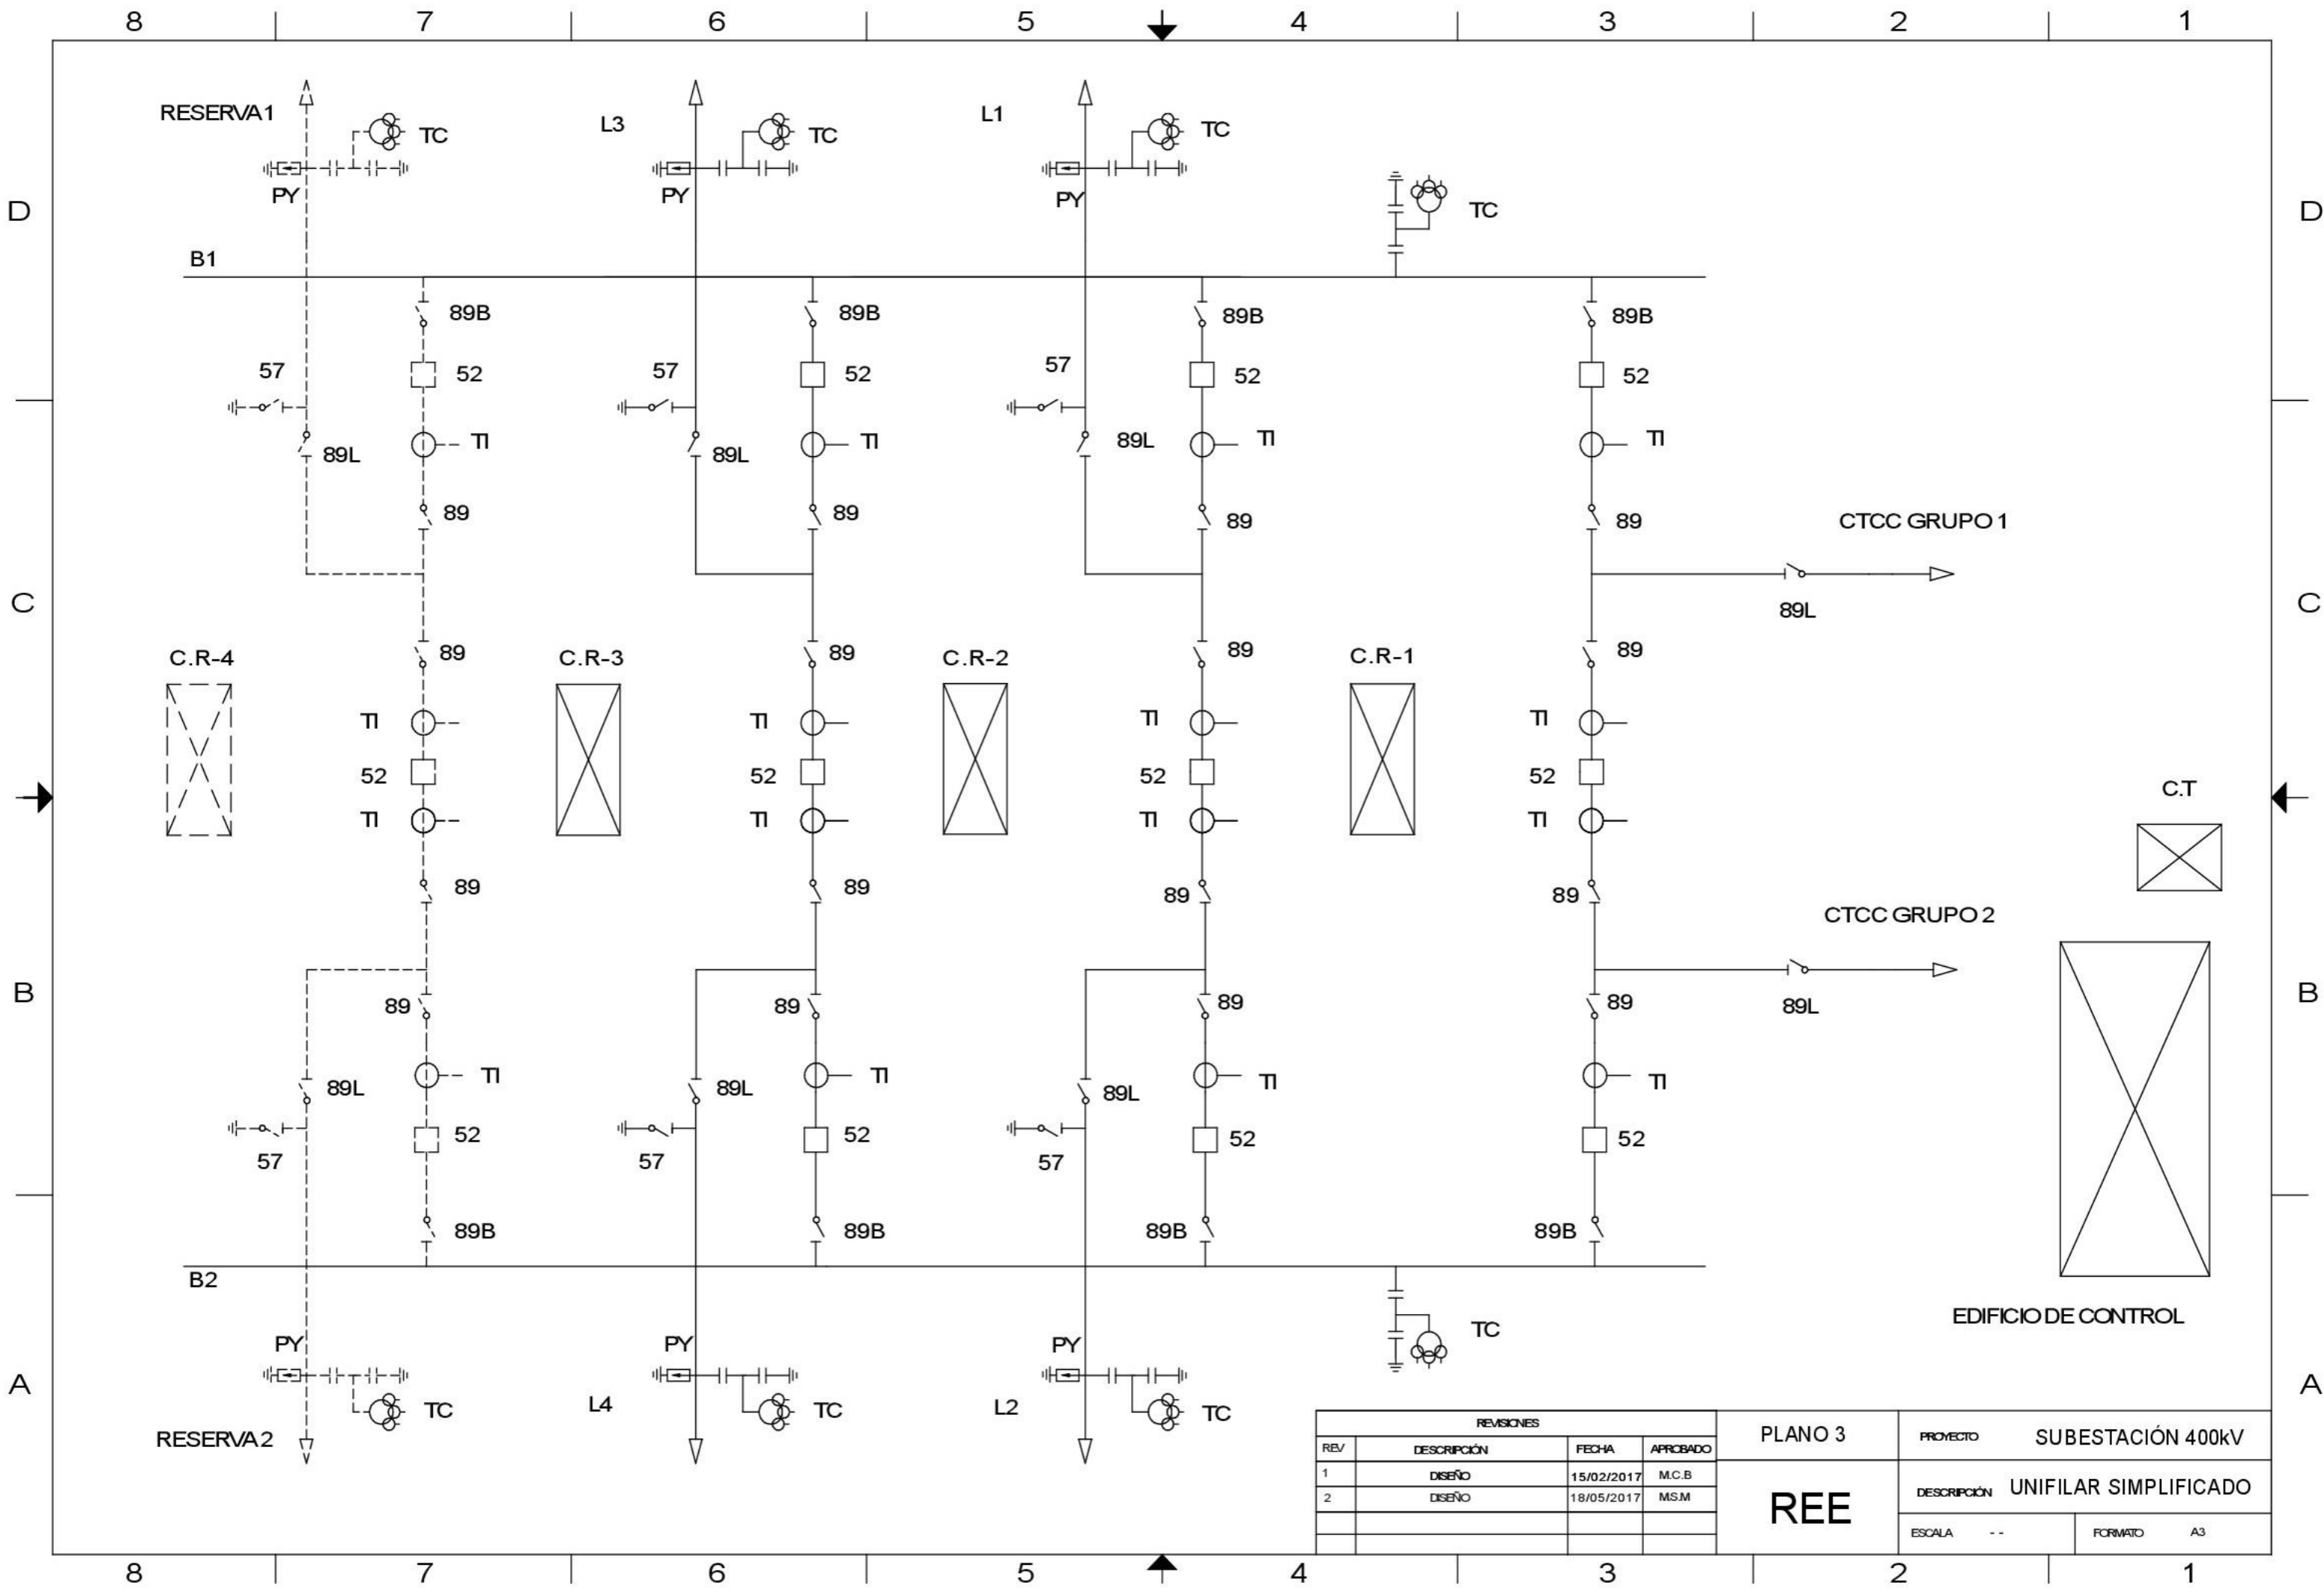 8 7 6 5 4 3 2 1
RESERVA1 TC L3 TC L1 TC
PY PY PY
D TC D
B1
89B 89B 89B 89B
57 52 57 52 57 52 52
89L TI 89L TI 89L TI TI
89 89 89 89 CTCC GRUPO 1
C 89L C
C.R-4 89 C.R-3 89 C.R-2 89 C.R-1 89
TI TI TI TI
52 52 52 52 C.T
TI TI TI TI
89 89 89 89
CTCC GRUPO 2
B 89 89 89 89 89L B
89L TI 89L TI 89L TI TI
57 52 57 52 57 52 52
89B 89B 89B 89B
B2
EDIFICIO DE CONTROL
PY PY PY TC
A A
RESERVA2 TC L4 TC L2 TC
REVISIONES
REV DESCRIPCIÓN FECHA APROBADO
1 DISEÑO 15/02/2017 M.C.B
2 DISEÑO 18/05/2017 M.S.M
PLANO 3
REE
PROYECTO SUBESTACIÓN 400kV
DESCRIPCIÓN UNIFILAR SIMPLIFICADO
ESCALA - - FORMATO A3
8 7 6 5 4 3 2 1